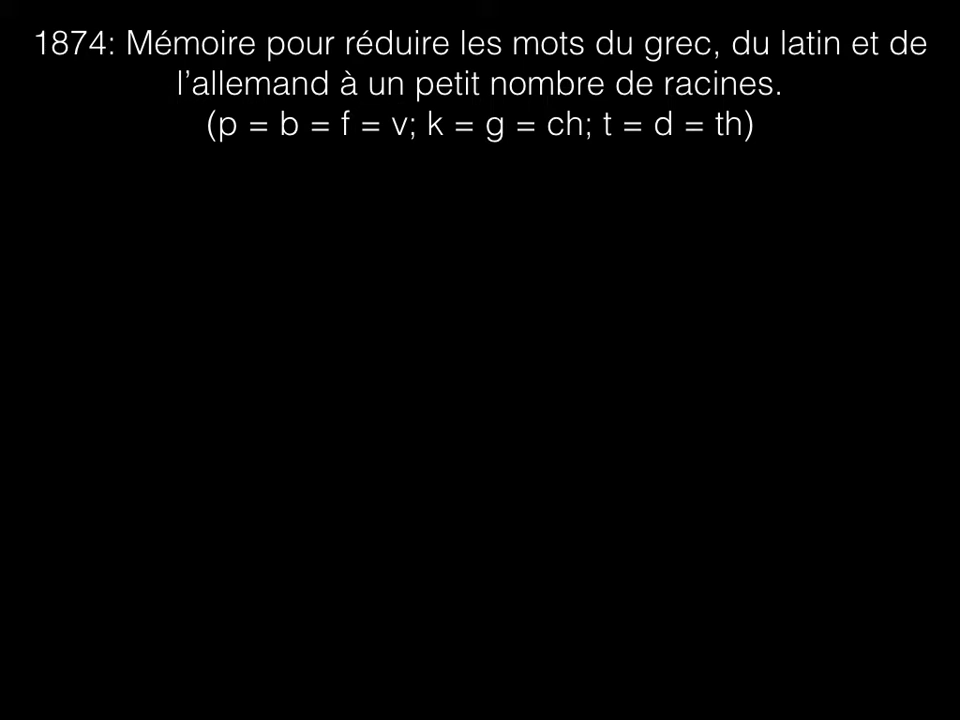 1874: Mémoire pour réduire les mots du grec, du latin et de
l’allemand à un petit nombre de racines.
(p = b = f = v; k = g = ch; t = d = th)